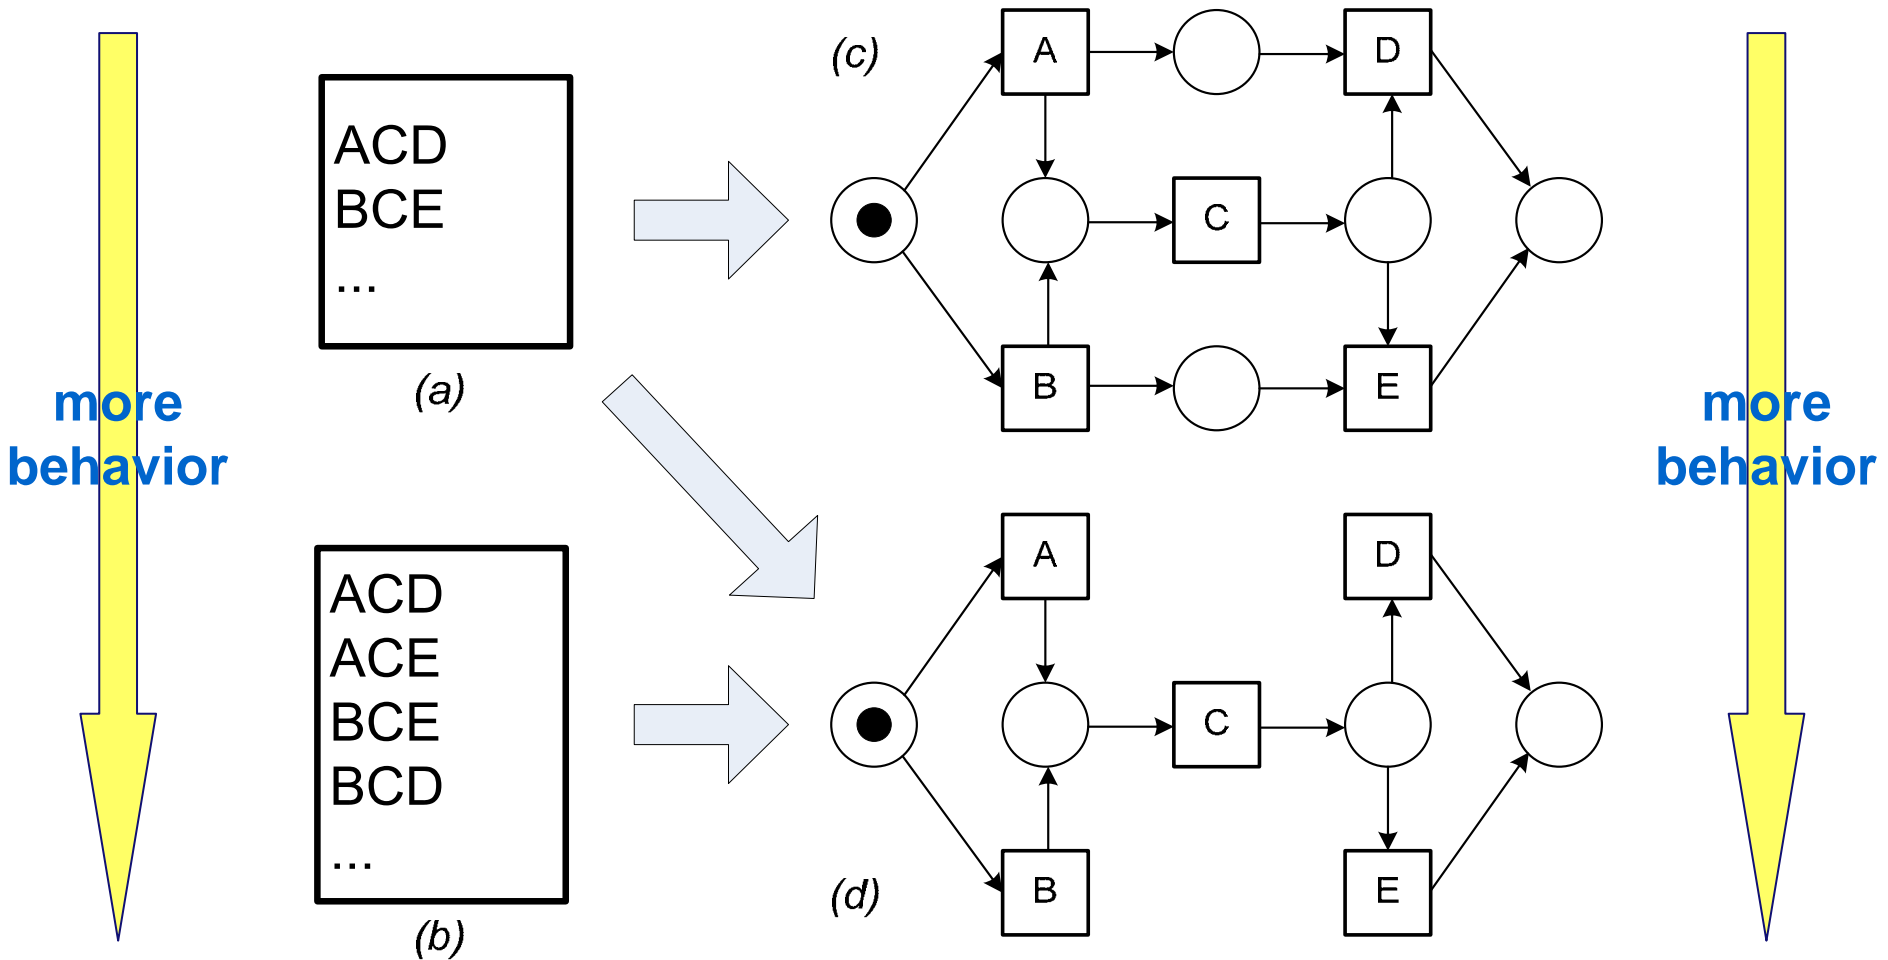 more
behavior
ACD
BCE
...
(a)
ACD
ACE
BCE
BCD
...
(b)
(c)
A
D
C
B
E
A
D
C
B
E
(d)
more
behavior